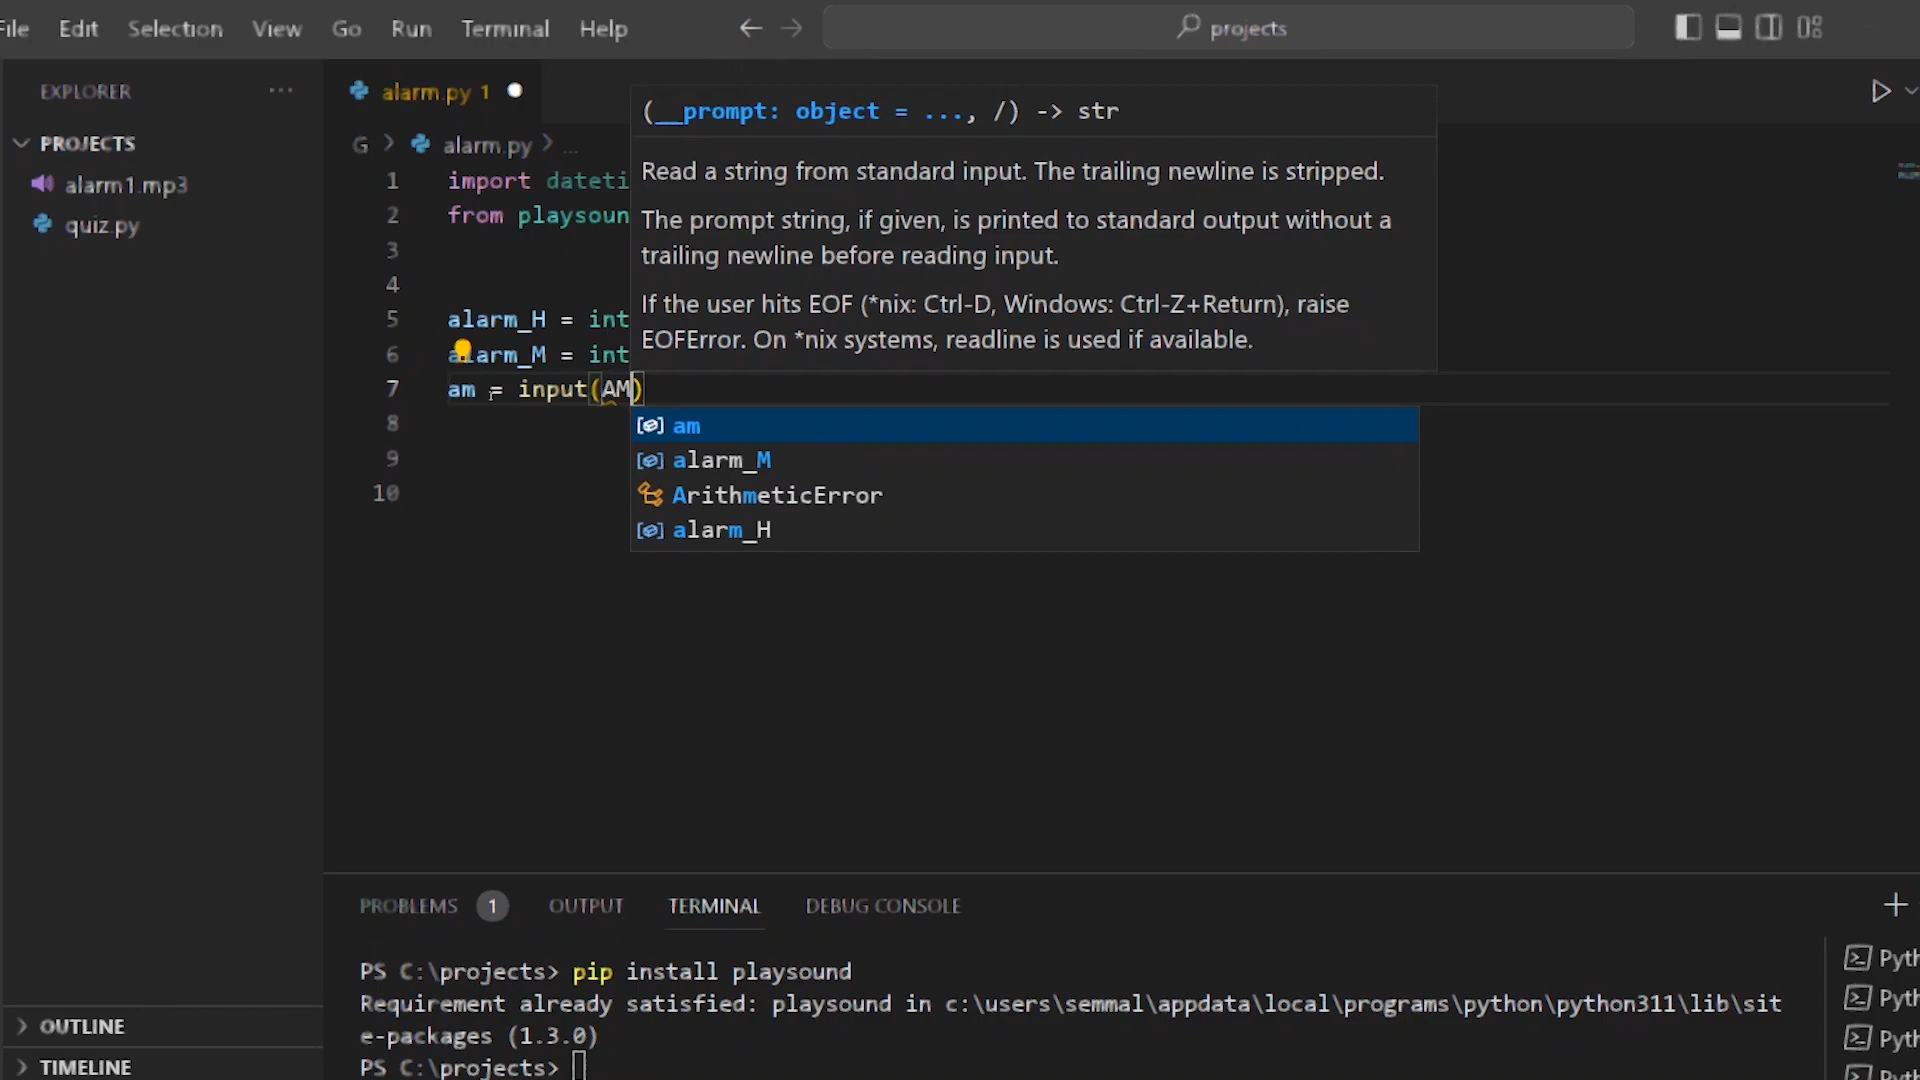 File Edit Selection View Go Run Terminal Help
projects
EXPLORER
PROJECTS
alarm1.mp3
quiz.py
OUTLINE
TIMELINE
alarm.py 1
G > alarm.py > ...
1 import dateti
2 from playsoun
3
4
5 alarm_H = int
6 alarm_M = int
7 am = input(AM)
8
9
10
(__prompt: object = ..., /) -> str
Read a string from standard input. The trailing newline is stripped.
The prompt string, if given, is printed to standard output without a
trailing newline before reading input.
If the user hits EOF (*nix: Ctrl-D, Windows: Ctrl-Z+Return), raise
EOFError. On *nix systems, readline is used if available.
am
alarm_M
ArithmeticError
alarm_H
PROBLEMS 1 OUTPUT TERMINAL DEBUG CONSOLE
PS C:\projects> pip install playsound
Requirement already satisfied: playsound in c:\users\semmal\appdata\local\programs\python\python311\lib\sit
e-packages (1.3.0)
PS C:\projects>
Pyth
Pyth
Pyth